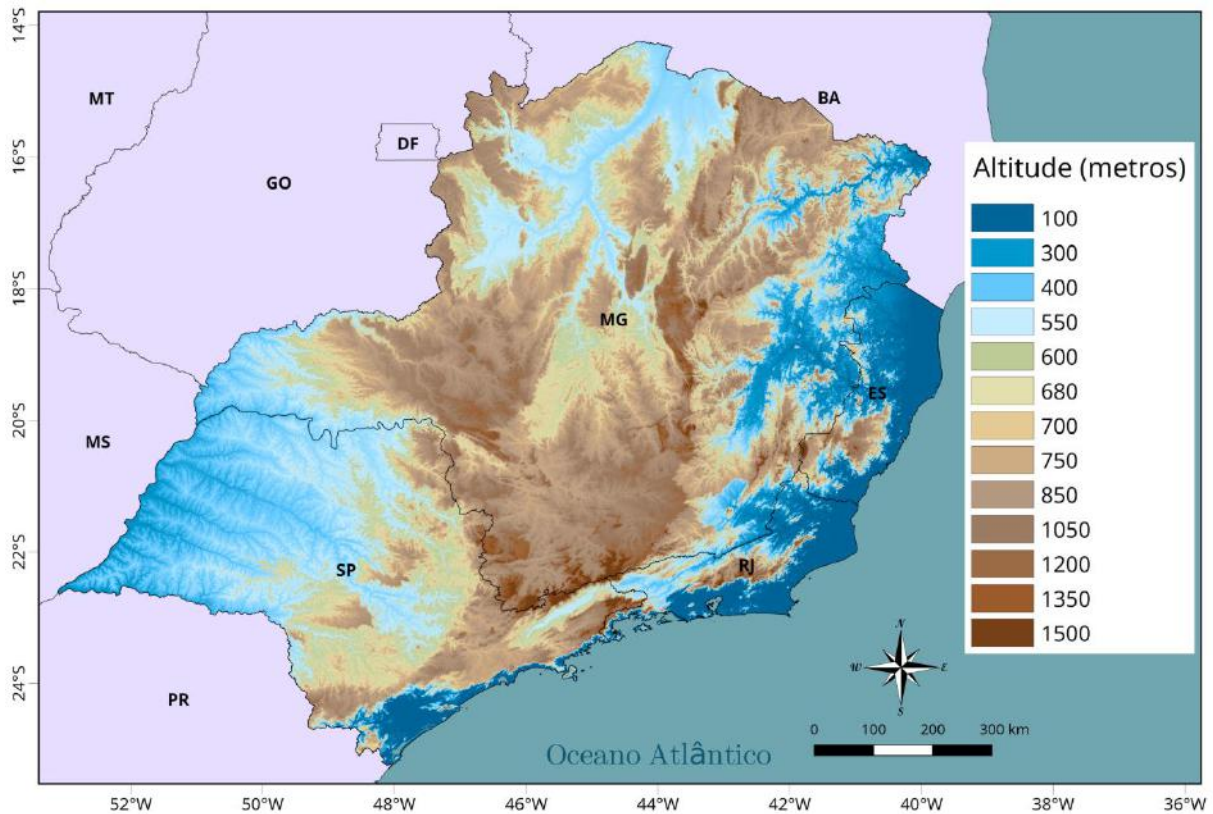 14°S
16°S
18°S
20°S
22°S
24°S
MT
DF
GO
BA
MG
MS
ES
SP
RJ
PR
Altitude (metros)
100
300
400
550
600
680
700
750
850
1050
1200
1350
1500
N
W E
S
0 100 200 300 km
Oceano Atlântico
52°W 50°W 48°W 46°W 44°W 42°W 40°W 38°W 36°W